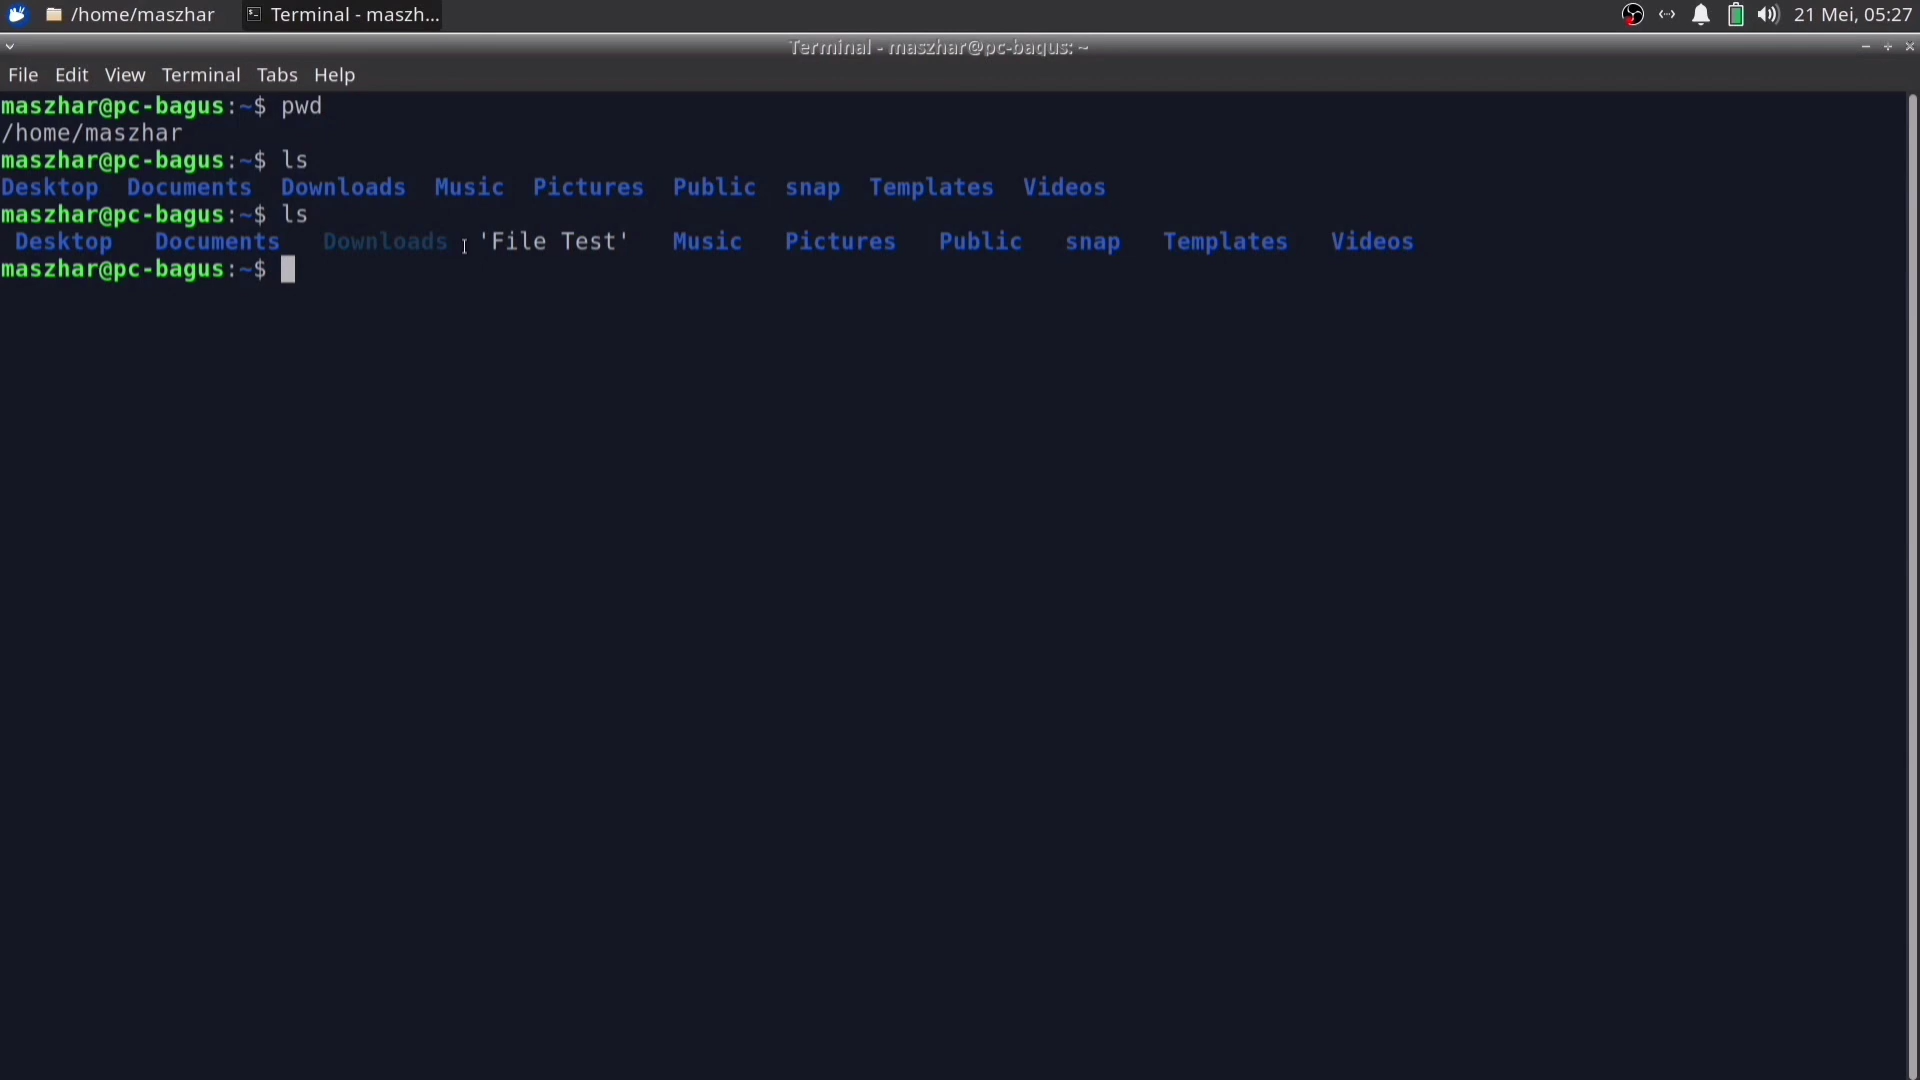 /home/maszhar Terminal - maszh... 21 Mei, 05:27
Terminal - maszhar@pc-bagus: ~
File Edit View Terminal Tabs Help
maszhar@pc-bagus:~$ pwd
/home/maszhar
maszhar@pc-bagus:~$ ls
Desktop Documents Downloads Music Pictures Public snap Templates Videos
maszhar@pc-bagus:~$ ls
Desktop Documents Downloads 'File Test' Music Pictures Public snap Templates Videos
maszhar@pc-bagus:~$